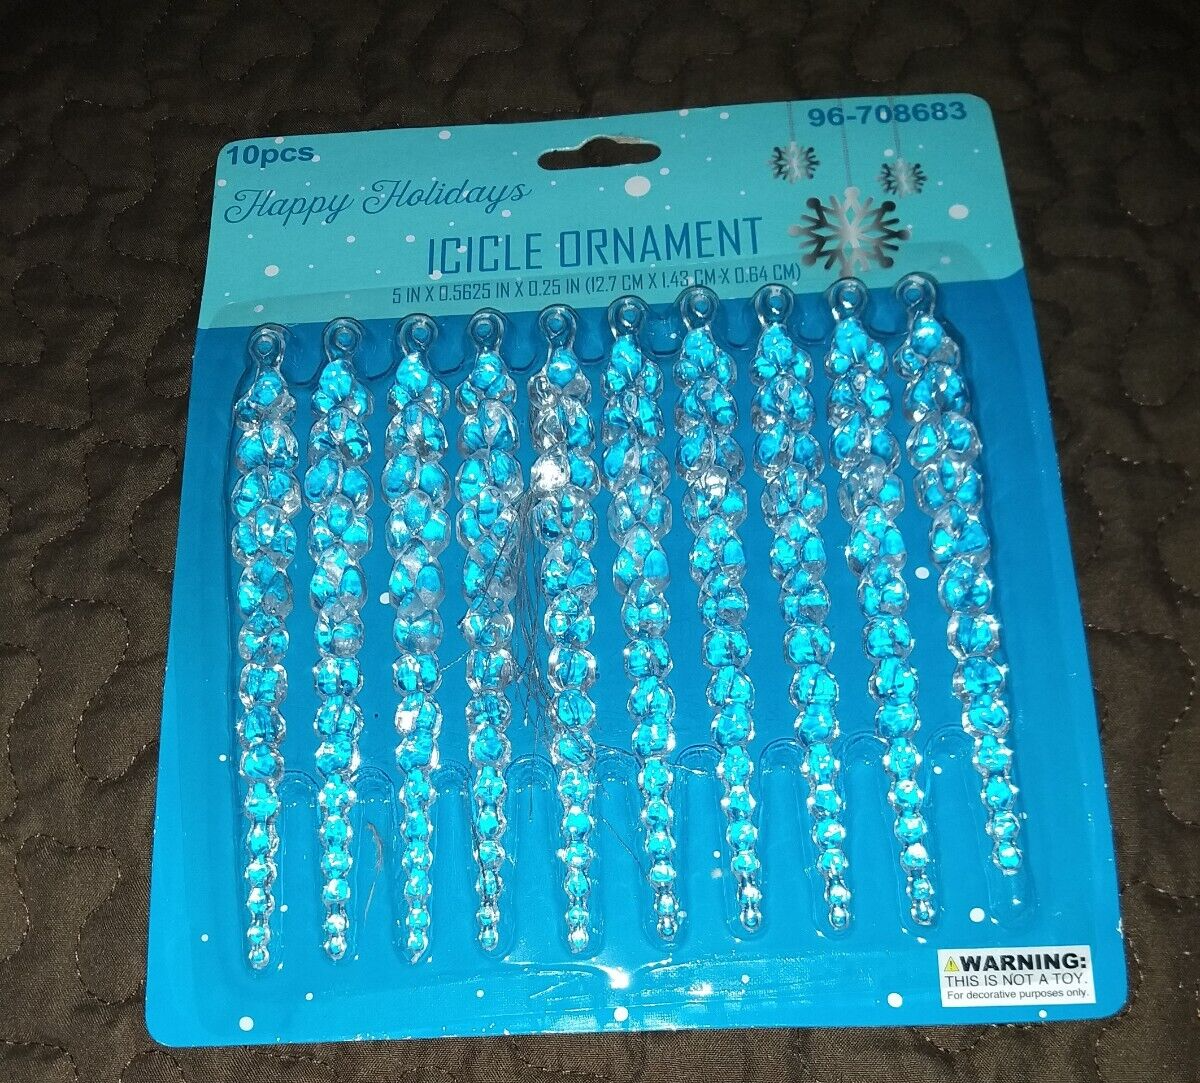 10pcs
96-708683
Happy Holidays
ICICLE ORNAMENT
5 IN X 0.5625 IN X 0.25 IN (12.7 CM X 1.43 CM X 0.64 CM)
WARNING:
THIS IS NOT A TOY.
For decorative purposes only.